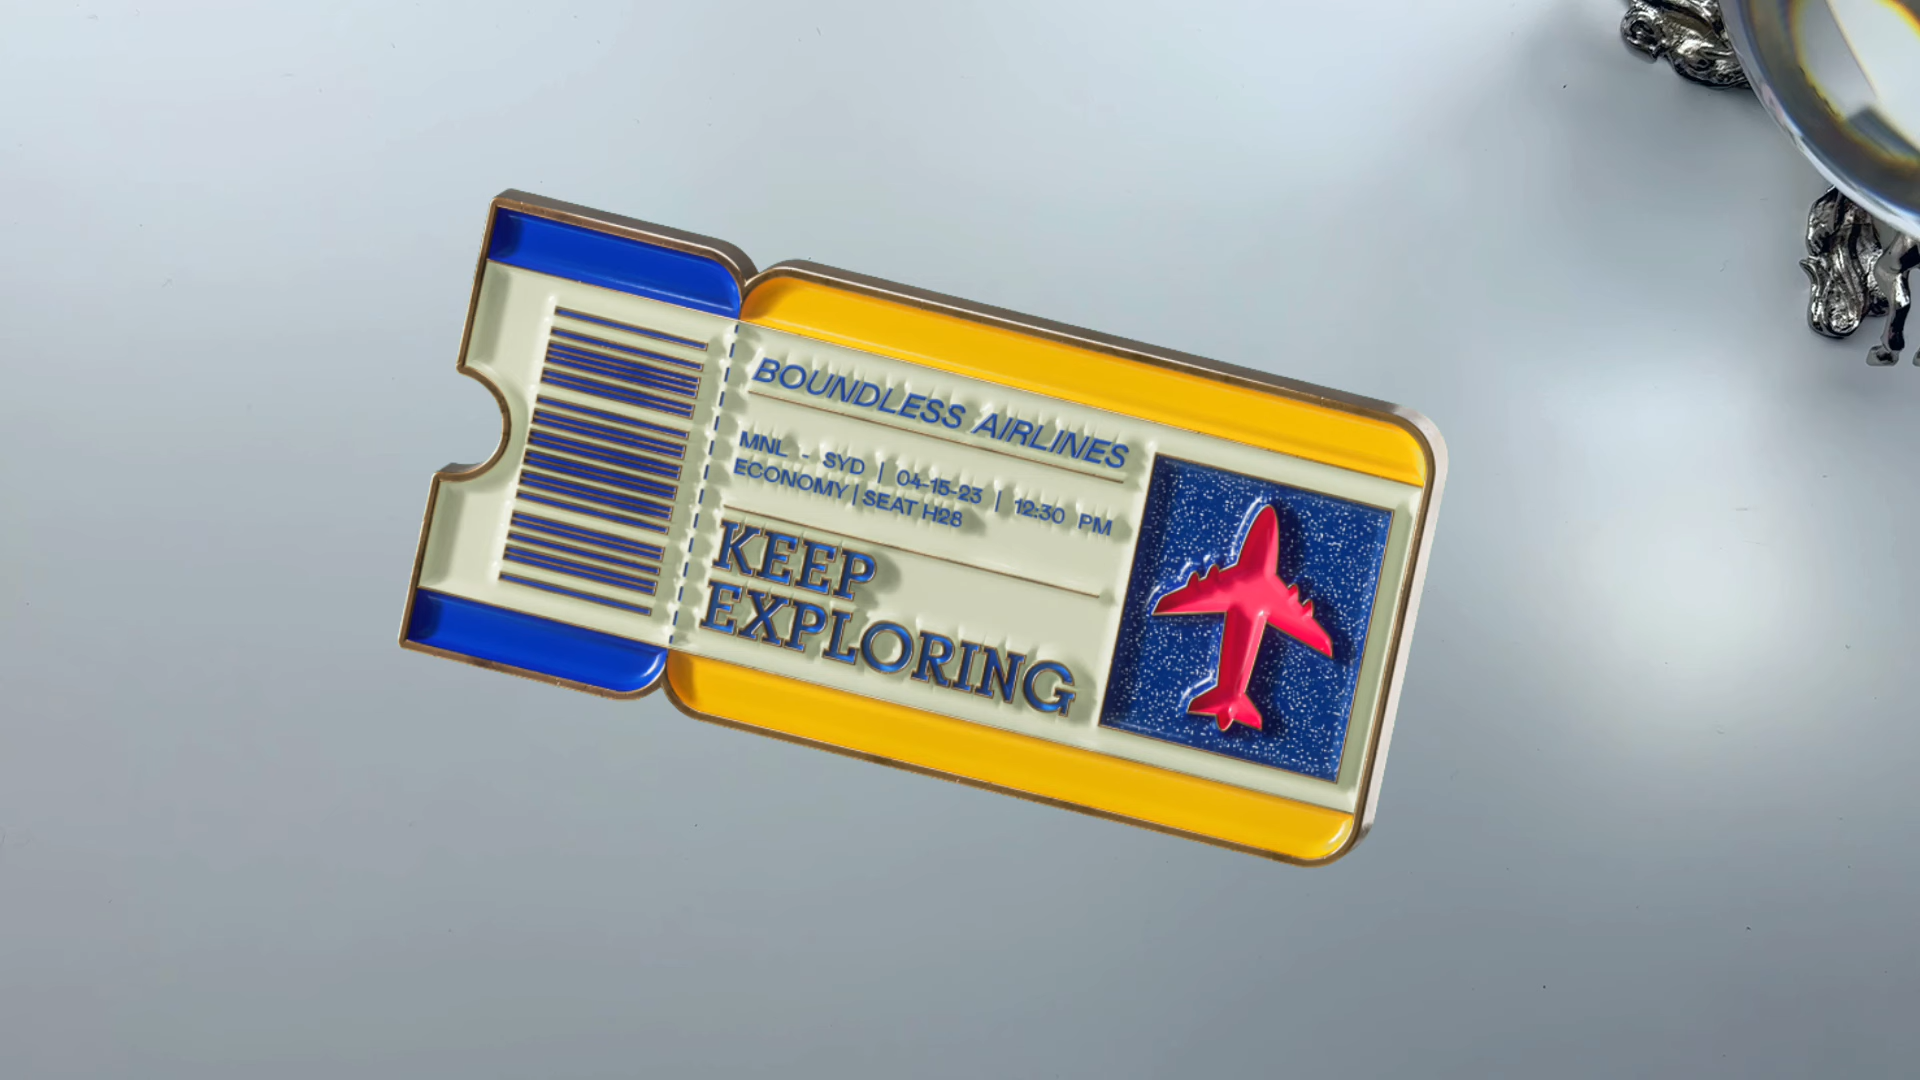 BOUNDLESS AIRLINES
MNL - SYD | 04-15-23 | 12:30 PM
ECONOMY | SEAT H28
KEEP
EXPLORING